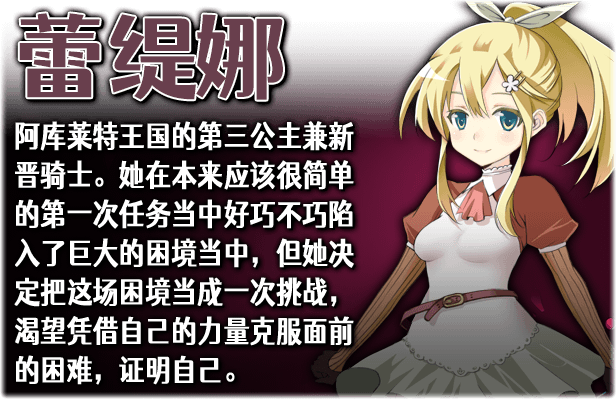 蕾缇娜
阿库莱特王国的第三公主兼新
晋骑士。她在本来应该很简单
的第一次任务当中好巧不巧陷
入了巨大的困境当中，但她决
定把这场困境当成一次挑战，
渴望凭借自己的力量克服面前
的困难，证明自己。